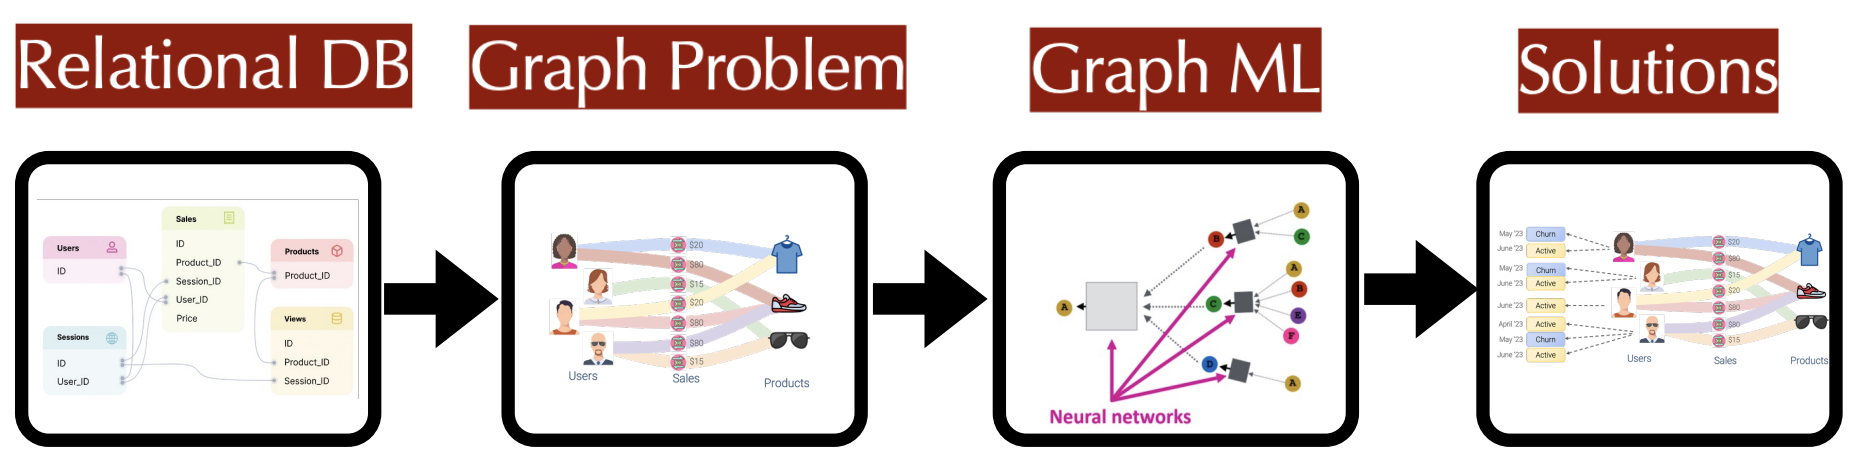 Relational DB
Graph Problem
Graph ML
Solutions
Sales
ID
Product_ID
Session_ID
User_ID
Price
Users
ID
Products
Product_ID
Sessions
ID
User_ID
Views
ID
Product_ID
Session_ID
$20
$80
$15
$20
$80
$80
$15
Users
Sales
Products
A
B
A
C
A
C
B
E
F
D
A
Neural networks
May '23 Churn
June '23 Active
May '23 Churn
June '23 Active
June '23 Active
April '23 Active
May '23 Churn
June '23 Active
$20
$80
$15
$20
$80
$80
$15
Users
Sales
Products